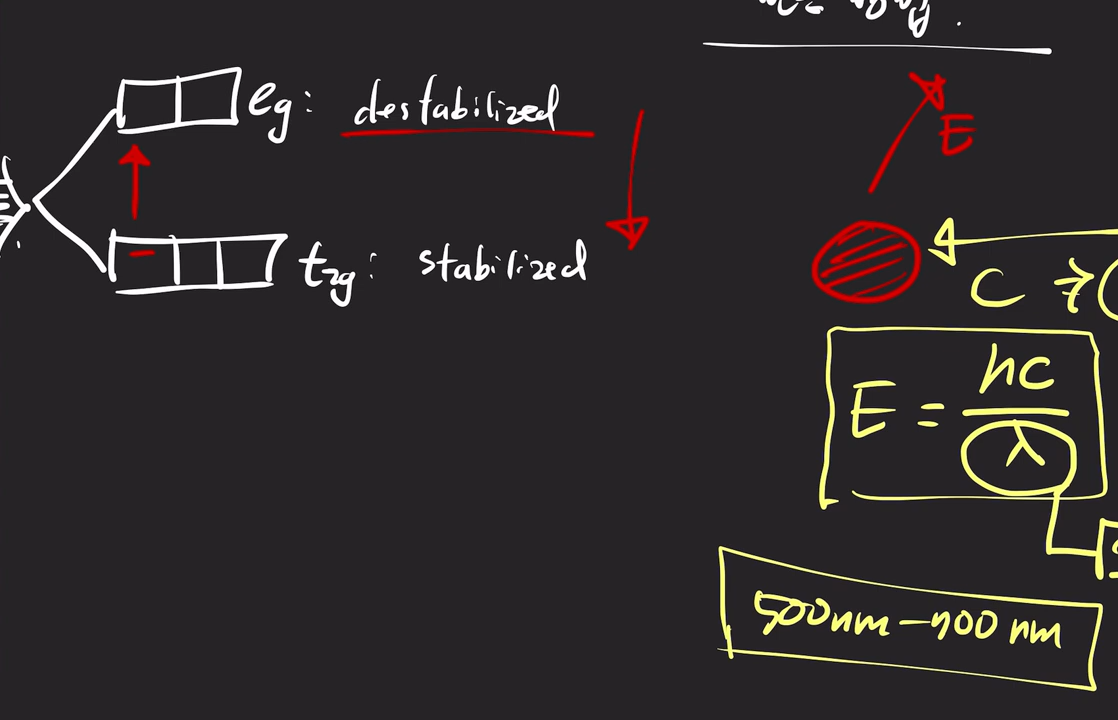 eg: destabilized
E
t2g: stabilized
C
E = hc/λ
500nm-700 nm